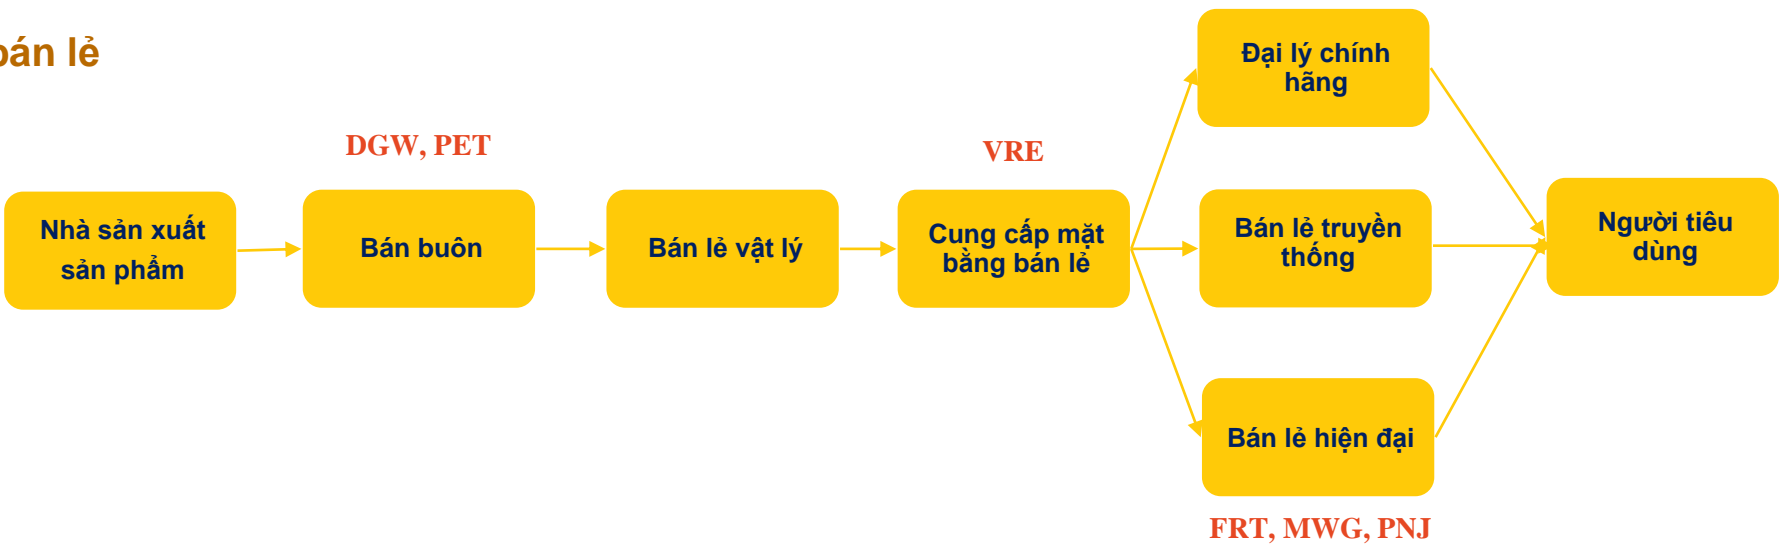 bán lẻ
DGW, PET
VRE
Nhà sản xuất
sản phẩm
Bán buôn
Bán lẻ vật lý
Cung cấp mặt
bằng bán lẻ
Đại lý chính
hãng
Bán lẻ truyền
thống
Bán lẻ hiện đại
FRT, MWG, PNJ
Người tiêu
dùng